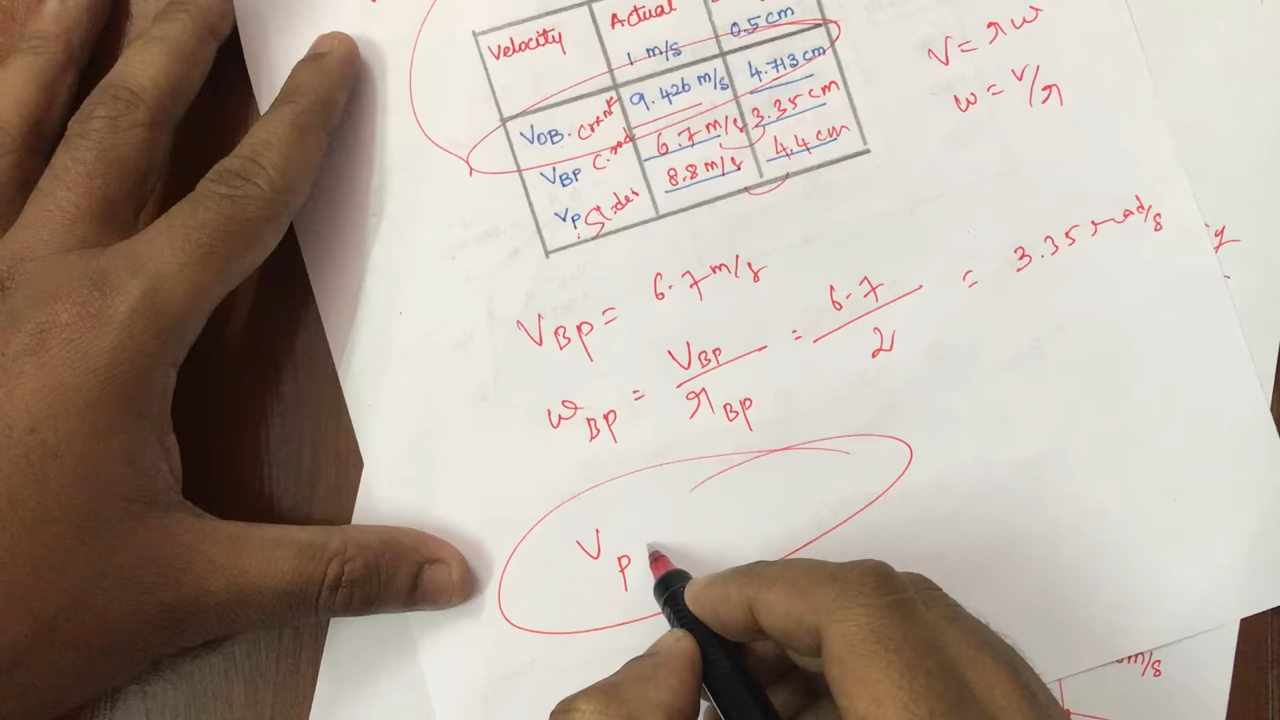 Velocity Actual
1 m/s 0.5 cm
VOB. Crank 9.426 m/s 4.713 cm
VBP C.rod 6.7 m/s 3.35 cm
VP. Slider 8.8 m/s 4.4 cm
V = rω
ω = V/r
VBP = 6.7 m/s
ωBP = VBP / rBP = 6.7 / 2 = 3.35 rad/s
VP
m/s